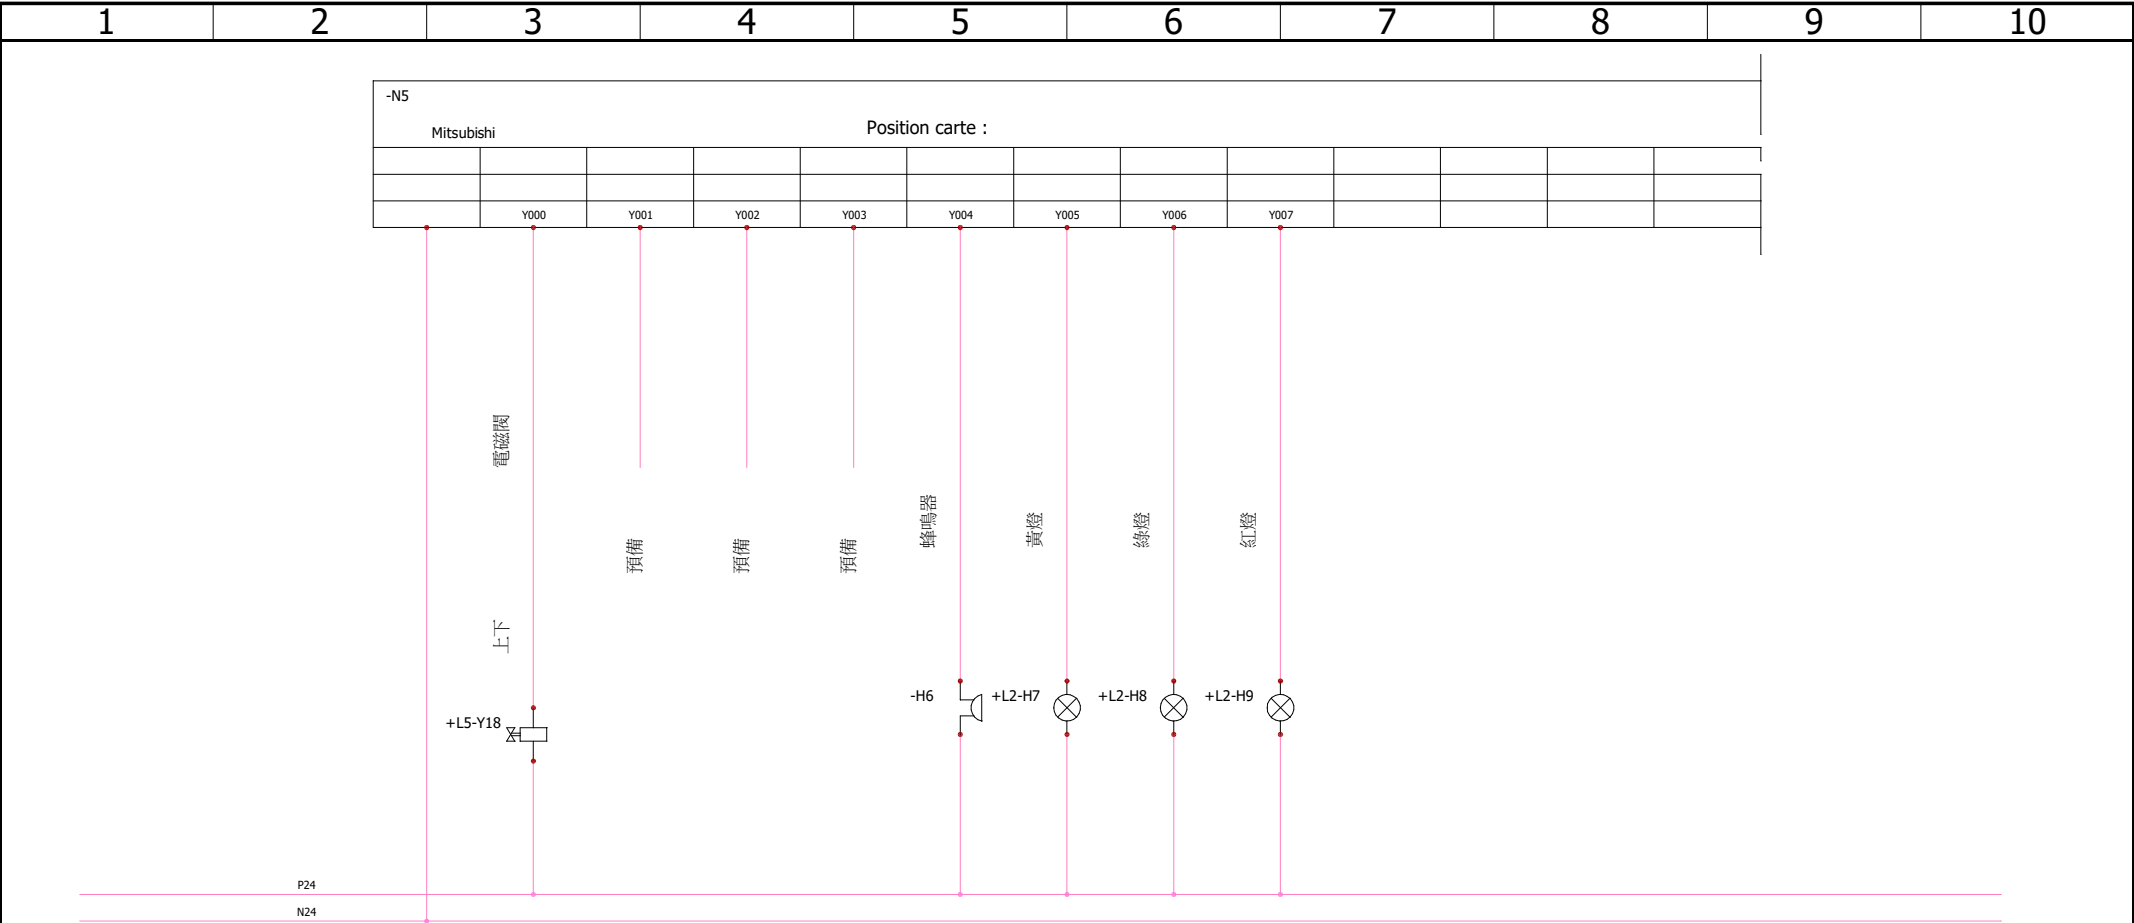 1 2 3 4 5 6 7 8 9 10
-N5
Mitsubishi
Position carte :
Y000 Y001 Y002 Y003 Y004 Y005 Y006 Y007
電磁閥
上下
預備
預備
預備
蜂鳴器
黃燈
綠燈
紅燈
-H6
+L2-H7
+L2-H8
+L2-H9
+L5-Y18
P24
N24